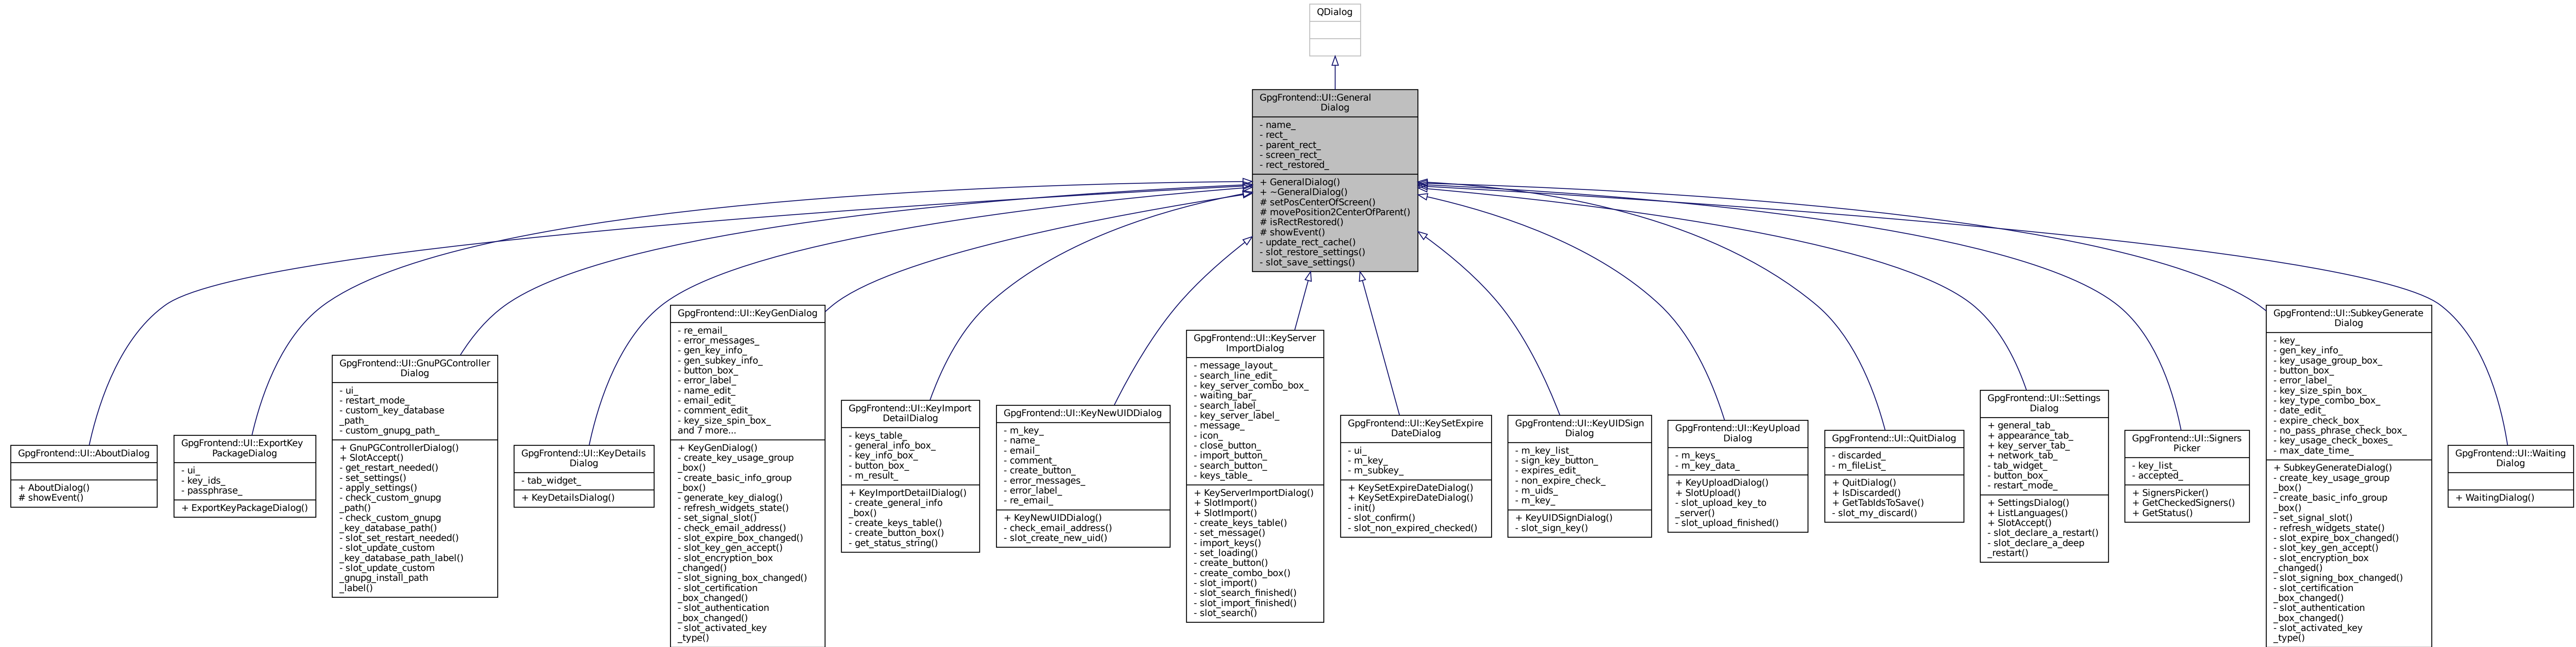 QDialog
GpgFrontend::UI::General
Dialog
- name_
- rect_
- parent_rect_
- screen_rect_
- rect_restored_
+ GeneralDialog()
+ ~GeneralDialog()
# setPosCenterOfScreen()
# movePosition2CenterOfParent()
# isRectRestored()
# showEvent()
- update_rect_cache()
- slot_restore_settings()
- slot_save_settings()
GpgFrontend::UI::AboutDialog
+ AboutDialog()
# showEvent()
GpgFrontend::UI::ExportKey
PackageDialog
- ui_
- key_ids_
- passphrase_
+ ExportKeyPackageDialog()
GpgFrontend::UI::GnuPGController
Dialog
- ui_
- restart_mode_
- custom_key_database
_path_
- custom_gnupg_path_
+ GnuPGControllerDialog()
+ SlotAccept()
- get_restart_needed()
- set_settings()
- apply_settings()
- check_custom_gnupg
_path()
- check_custom_gnupg
_key_database_path()
- slot_set_restart_needed()
- slot_update_custom
_key_database_path_label()
- slot_update_custom
_gnupg_install_path
_label()
GpgFrontend::UI::KeyDetails
Dialog
- tab_widget_
+ KeyDetailsDialog()
GpgFrontend::UI::KeyGenDialog
- re_email_
- error_messages_
- gen_key_info_
- gen_subkey_info_
- button_box_
- error_label_
- name_edit_
- email_edit_
- comment_edit_
- key_size_spin_box_
and 7 more...
+ KeyGenDialog()
- create_key_usage_group
_box()
- create_basic_info_group
_box()
- generate_key_dialog()
- refresh_widgets_state()
- set_signal_slot()
- check_email_address()
- slot_expire_box_changed()
- slot_key_gen_accept()
- slot_encryption_box
_changed()
- slot_signing_box_changed()
- slot_certification
_box_changed()
- slot_authentication
_box_changed()
- slot_activated_key
_type()
GpgFrontend::UI::KeyImport
DetailDialog
- keys_table_
- general_info_box_
- key_info_box_
- button_box_
- m_result_
+ KeyImportDetailDialog()
- create_general_info
_box()
- create_keys_table()
- create_button_box()
- get_status_string()
GpgFrontend::UI::KeyNewUIDDialog
- m_key_
- name_
- email_
- comment_
- create_button_
- error_messages_
- error_label_
- re_email_
+ KeyNewUIDDialog()
- check_email_address()
- slot_create_new_uid()
GpgFrontend::UI::KeyServer
ImportDialog
- message_layout_
- search_line_edit_
- key_server_combo_box_
- waiting_bar_
- search_label_
- key_server_label_
- message_
- icon_
- close_button_
- import_button_
- search_button_
- keys_table_
+ KeyServerImportDialog()
+ SlotImport()
+ SlotImport()
- create_keys_table()
- set_message()
- import_keys()
- set_loading()
- create_button()
- create_combo_box()
- slot_import()
- slot_search_finished()
- slot_import_finished()
- slot_search()
GpgFrontend::UI::KeySetExpire
DateDialog
- ui_
- m_key_
- m_subkey_
+ KeySetExpireDateDialog()
+ KeySetExpireDateDialog()
- init()
- slot_confirm()
- slot_non_expired_checked()
GpgFrontend::UI::KeyUIDSign
Dialog
- m_key_list_
- sign_key_button_
- expires_edit_
- non_expire_check_
- m_uids_
- m_key_
+ KeyUIDSignDialog()
- slot_sign_key()
GpgFrontend::UI::KeyUpload
Dialog
- m_keys_
- m_key_data_
+ KeyUploadDialog()
+ SlotUpload()
- slot_upload_key_to
_server()
- slot_upload_finished()
GpgFrontend::UI::QuitDialog
- discarded_
- m_fileList_
+ QuitDialog()
+ IsDiscarded()
+ GetTabIdsToSave()
- slot_my_discard()
GpgFrontend::UI::Settings
Dialog
+ general_tab_
+ appearance_tab_
+ key_server_tab_
+ network_tab_
- tab_widget_
- button_box_
- restart_mode_
+ SettingsDialog()
+ ListLanguages()
+ SlotAccept()
- slot_declare_a_restart()
- slot_declare_a_deep
_restart()
GpgFrontend::UI::Signers
Picker
- key_list_
- accepted_
+ SignersPicker()
+ GetCheckedSigners()
+ GetStatus()
GpgFrontend::UI::SubkeyGenerate
Dialog
- key_
- gen_key_info_
- key_usage_group_box_
- button_box_
- error_label_
- key_size_spin_box_
- key_type_combo_box_
- date_edit_
- expire_check_box_
- no_pass_phrase_check_box_
- key_usage_check_boxes_
- max_date_time_
+ SubkeyGenerateDialog()
- create_key_usage_group
_box()
- create_basic_info_group
_box()
- set_signal_slot()
- refresh_widgets_state()
- slot_expire_box_changed()
- slot_key_gen_accept()
- slot_encryption_box
_changed()
- slot_signing_box_changed()
- slot_certification
_box_changed()
- slot_authentication
_box_changed()
- slot_activated_key
_type()
GpgFrontend::UI::Waiting
Dialog
+ WaitingDialog()